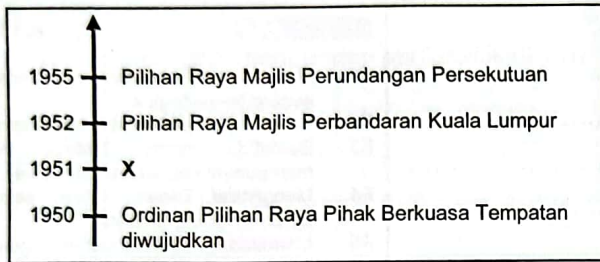 1955 Pilihan Raya Majlis Perundangan Persekutuan
1952 Pilihan Raya Majlis Perbandaran Kuala Lumpur
1951 X
1950 Ordinan Pilihan Raya Pihak Berkuasa Tempatan
diwujudkan